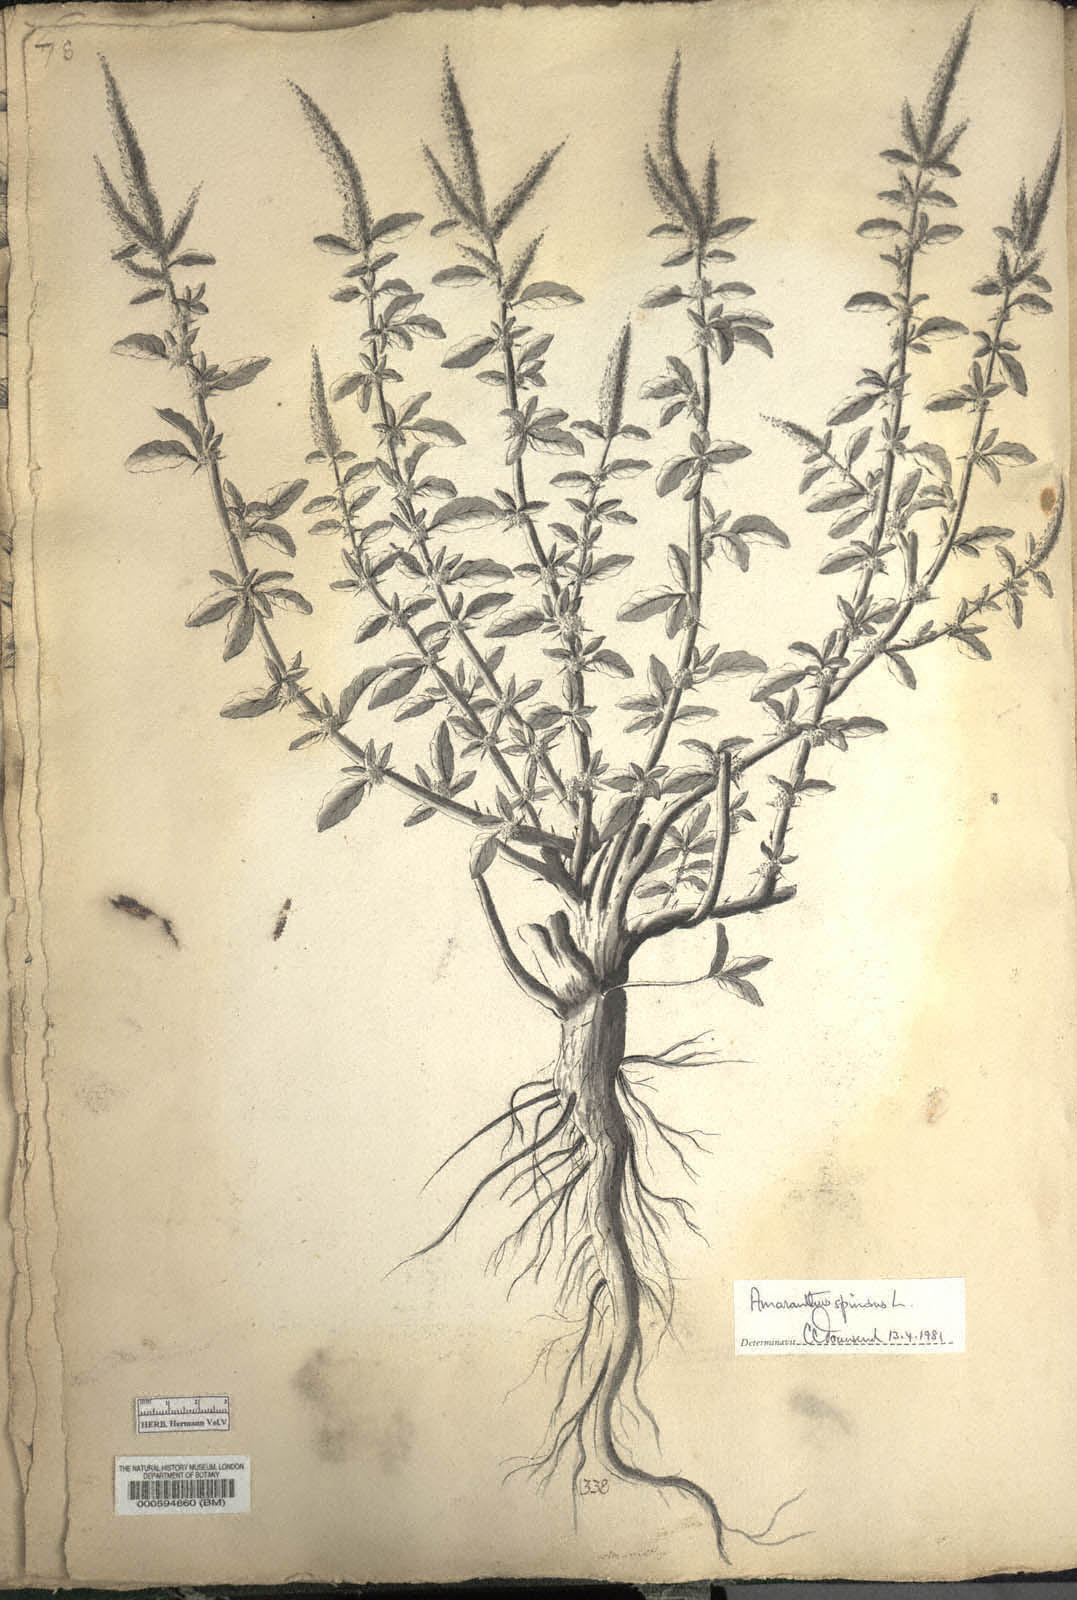 78
Amaranthus spinosus L.
Determinavit C C Townsend 13.4.1981
HERB. Hermann Vol.V
THE NATURAL HISTORY MUSEUM, LONDON
DEPARTMENT OF BOTANY
000594660 (BM)
338